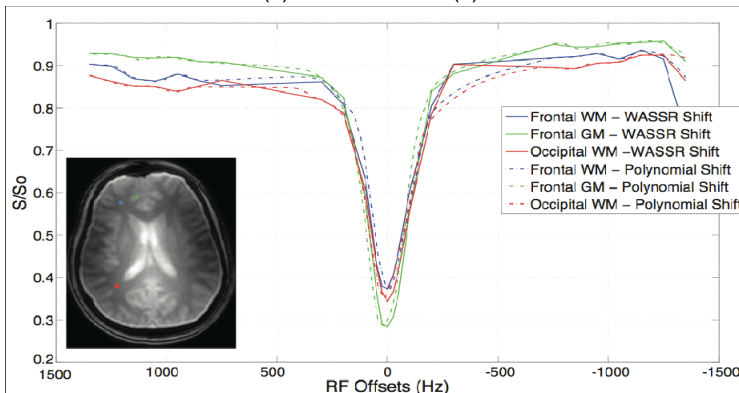 S/So
1
0.9
0.8
0.7
0.6
0.5
0.4
0.3
0.2
1500 1000 500 0 -500 -1000 -1500
RF Offsets (Hz)
Frontal WM – WASSR Shift
Frontal GM – WASSR Shift
Occipital WM –WASSR Shift
Frontal WM – Polynomial Shift
Frontal GM – Polynomial Shift
Occipital WM – Polynomial Shift